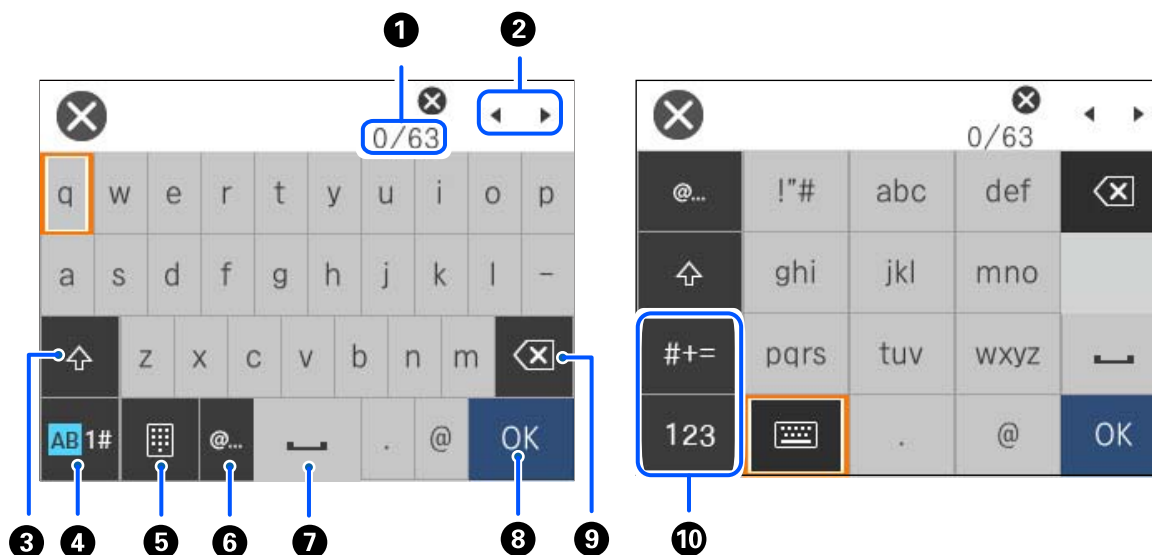 1 2
0/63
q w e r t y u i o p
a s d f g h j k l -
z x c v b n m
AB 1# @... . @ OK
3 4 5 6 7 8 9
0/63
@... !"# abc def
ghi jkl mno
#+= pqrs tuv wxyz
123 . @ OK
10